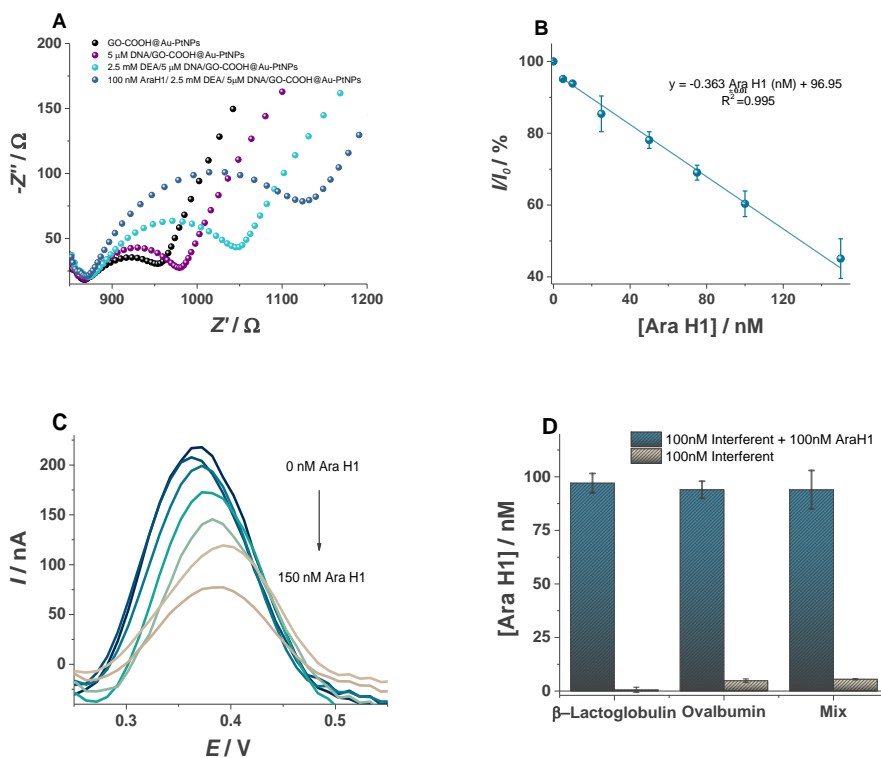 A
GO-COOH@Au-PtNPs
5 μM DNA/GO-COOH@Au-PtNPs
2.5 mM DEA/5 μM DNA/GO-COOH@Au-PtNPs
100 nM AraH1/ 2.5 mM DEA/ 5μM DNA/GO-COOH@Au-PtNPs
200
150
100
50
-Z'' / Ω
900 1000 1100 1200
Z' / Ω
B
y = -0.363 Ara H1 (nM) + 96.95
±0.01
R²=0.995
100
80
60
40
I/I₀ / %
0 40 80 120
[Ara H1] / nM
C
200
150
100
50
0
I / nA
0 nM Ara H1
150 nM Ara H1
0.3 0.4 0.5
E / V
D
100nM Interferent + 100nM AraH1
100nM Interferent
100
75
50
25
0
[Ara H1] / nM
β–Lactoglobulin Ovalbumin Mix